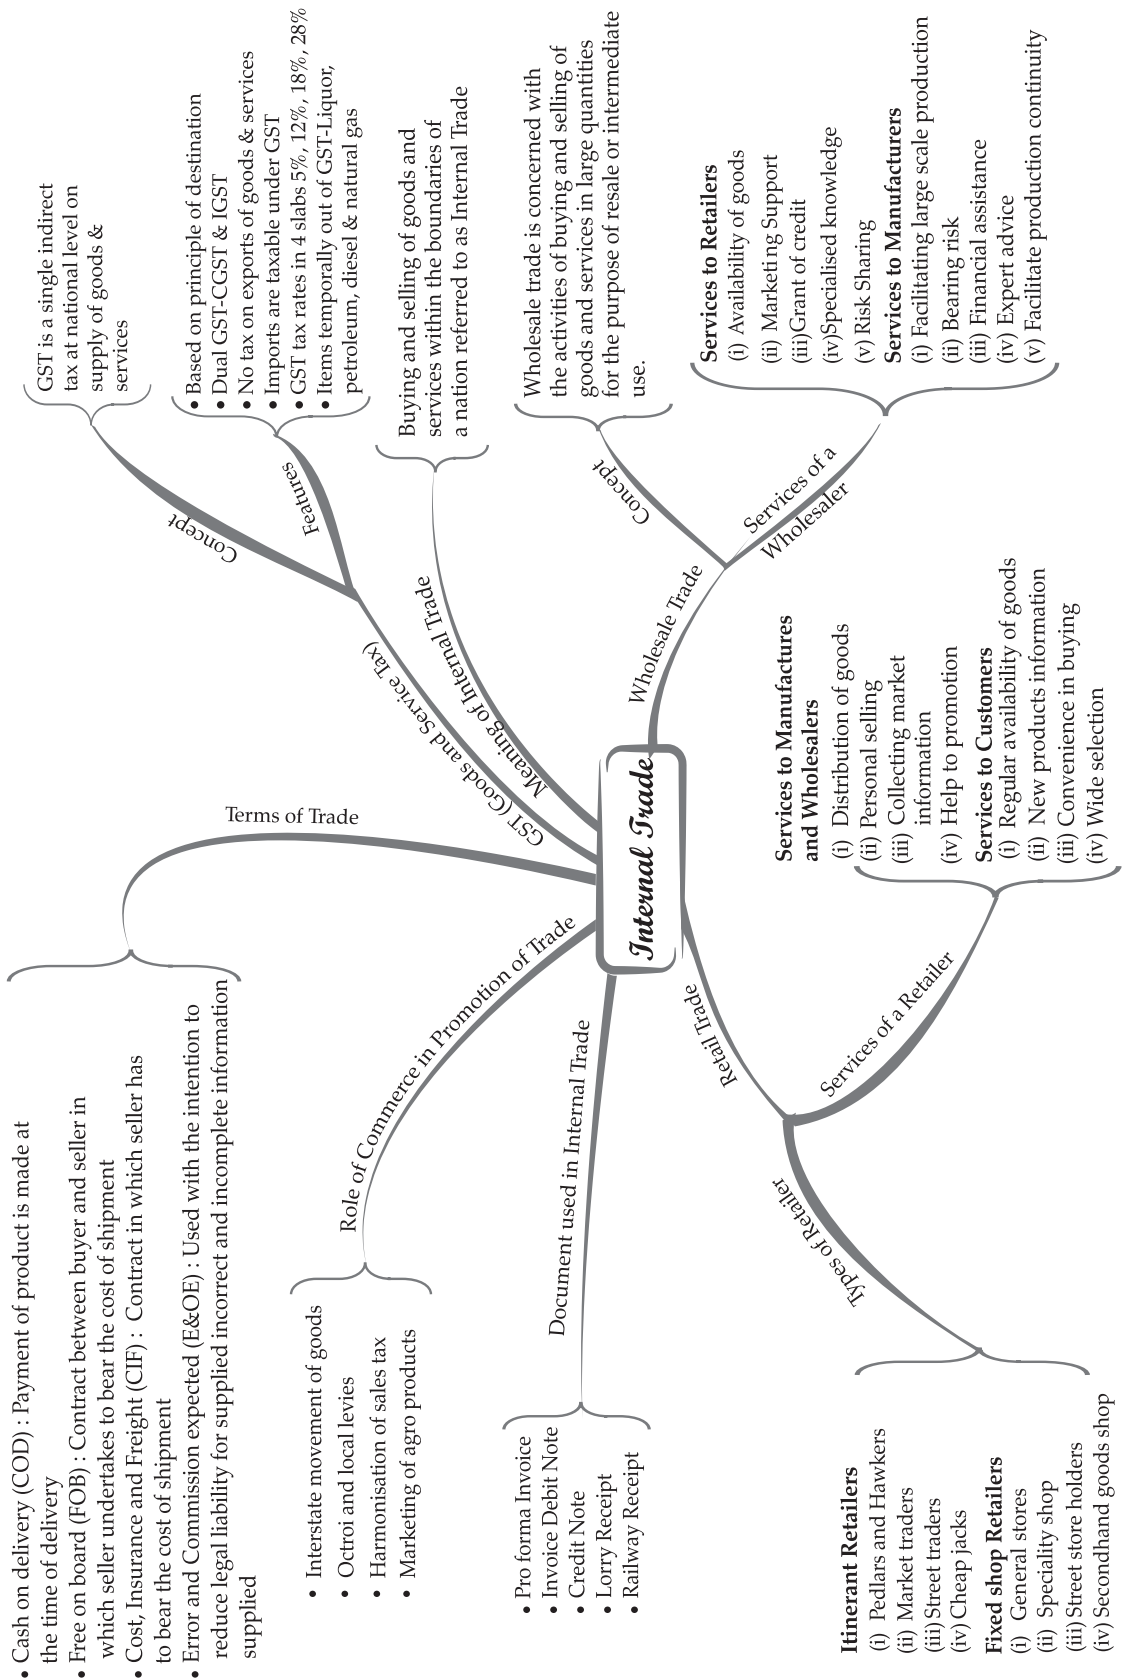 Internal Trade
Meaning of Internal Trade
Buying and selling of goods and
services within the boundaries of
a nation referred to as Internal Trade
GST (Goods and Service Tax)
Concept
GST is a single indirect
tax at national level on
supply of goods &
services
Features
• Based on principle of destination
• Dual GST-CGST & IGST
• No tax on exports of goods & services
• Imports are taxable under GST
• GST tax rates in 4 slabs 5%, 12%, 18%, 28%
• Items temporally out of GST-Liquor,
petroleum, diesel & natural gas
Terms of Trade
• Cash on delivery (COD) : Payment of product is made at
the time of delivery
• Free on board (FOB) : Contract between buyer and seller in
which seller undertakes to bear the cost of shipment
• Cost, Insurance and Freight (CIF) : Contract in which seller has
to bear the cost of shipment
• Error and Commission expected (E&OE) : Used with the intention to
reduce legal liability for supplied incorrect and incomplete information
supplied
Role of Commerce in Promotion of Trade
• Interstate movement of goods
• Octroi and local levies
• Harmonisation of sales tax
• Marketing of agro products
Document used in Internal Trade
• Pro forma Invoice
• Invoice Debit Note
• Credit Note
• Lorry Receipt
• Railway Receipt
Retail Trade
Types of Retailer
Itinerant Retailers
(i) Pedlars and Hawkers
(ii) Market traders
(iii) Street traders
(iv) Cheap jacks
Fixed shop Retailers
(i) General stores
(ii) Speciality shop
(iii) Street store holders
(iv) Secondhand goods shop
Services of a Retailer
Services to Manufactures
and Wholesalers
(i) Distribution of goods
(ii) Personal selling
(iii) Collecting market
information
(iv) Help to promotion
Services to Customers
(i) Regular availability of goods
(ii) New products information
(iii) Convenience in buying
(iv) Wide selection
Wholesale Trade
Concept
Wholesale trade is concerned with
the activities of buying and selling of
goods and services in large quantities
for the purpose of resale or intermediate
use.
Services of a
Wholesaler
Services to Retailers
(i) Availability of goods
(ii) Marketing Support
(iii)Grant of credit
(iv)Specialised knowledge
(v) Risk Sharing
Services to Manufacturers
(i) Facilitating large scale production
(ii) Bearing risk
(iii) Financial assistance
(iv) Expert advice
(v) Facilitate production continuity